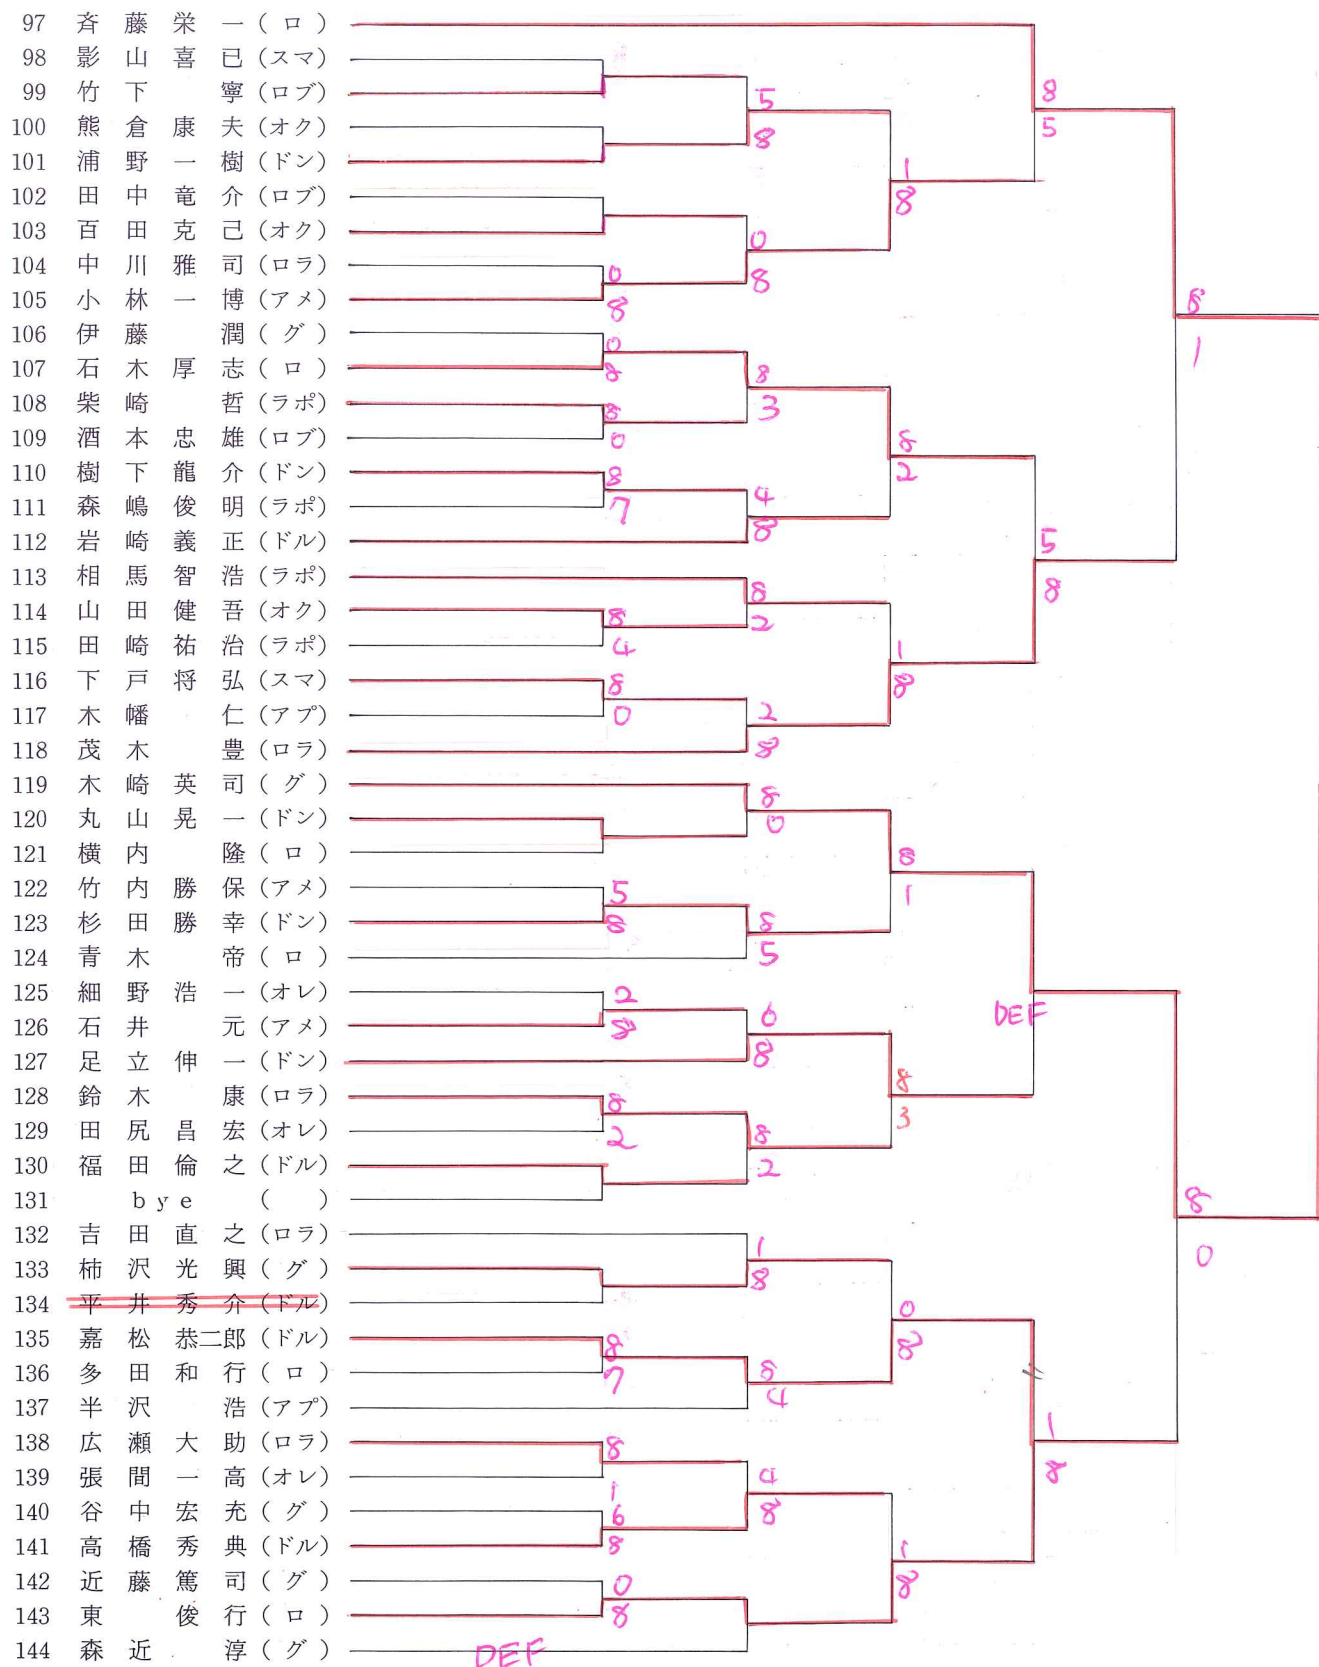 97 斉藤栄一(ロ)
98 影山喜已(スマ)
99 竹下 寧(ロブ)
5
8
8
5
100 熊倉康夫(オク)
101 浦野一樹(ドン)
1
8
102 田中竜介(ロブ)
103 百田克己(オク)
0
8
104 中川雅司(ロラ)
0
105 小林一博(アメ)
8
8
1
106 伊藤 潤(グ)
0
107 石木厚志(ロ)
8
8
3
108 柴崎 哲(ラポ)
8
109 酒本忠雄(ロブ)
0
8
2
110 樹下龍介(ドン)
8
111 森嶋俊明(ラポ)
7
4
8
112 岩崎義正(ドル)
5
8
113 相馬智浩(ラポ)
8
2
114 山田健吾(オク)
8
115 田崎祐治(ラポ)
4
1
8
116 下戸将弘(スマ)
8
117 木幡 仁(アプ)
0
2
8
118 茂木 豊(ロラ)
119 木崎英司(グ)
8
0
120 丸山晃一(ドン)
121 横内 隆(ロ)
8
1
122 竹内勝保(アメ)
5
123 杉田勝幸(ドン)
8
8
5
124 青木 帝(ロ)
125 細野浩一(オレ)
2
126 石井 元(アメ)
8
0
8
DEF
127 足立伸一(ドン)
8
3
128 鈴木 康(ロラ)
8
129 田尻昌宏(オレ)
2
8
2
130 福田倫之(ドル)
131 bye ( )
8
0
132 吉田直之(ロラ)
1
8
133 柿沢光興(グ)
134 平井秀介(ドル)
0
8
135 嘉松恭二郎(ドル)
8
136 多田和行(ロ)
7
8
4
137 半沢 浩(アプ)
138 広瀬大助(ロラ)
8
1
8
139 張間一高(オレ)
1
4
8
140 谷中宏充(グ)
6
141 高橋秀典(ドル)
8
1
8
142 近藤篤司(グ)
0
143 東 俊行(ロ)
8
144 森近 淳(グ)
DEF